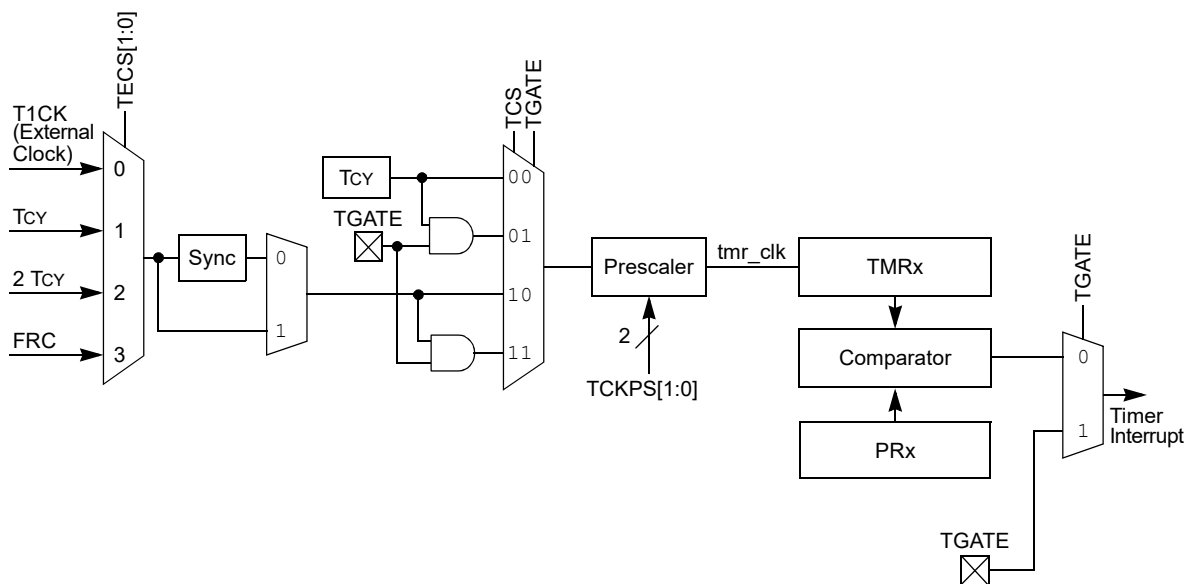 TECS[1:0]
T1CK
(External
Clock)
0
TCY
1
2 TCY
2
FRC
3
Sync
0
1
TCY
TGATE
TCS
TGATE
00
01
10
11
Prescaler
2
TCKPS[1:0]
tmr_clk
TMRx
Comparator
PRx
TGATE
0
1
Timer
Interrupt
TGATE